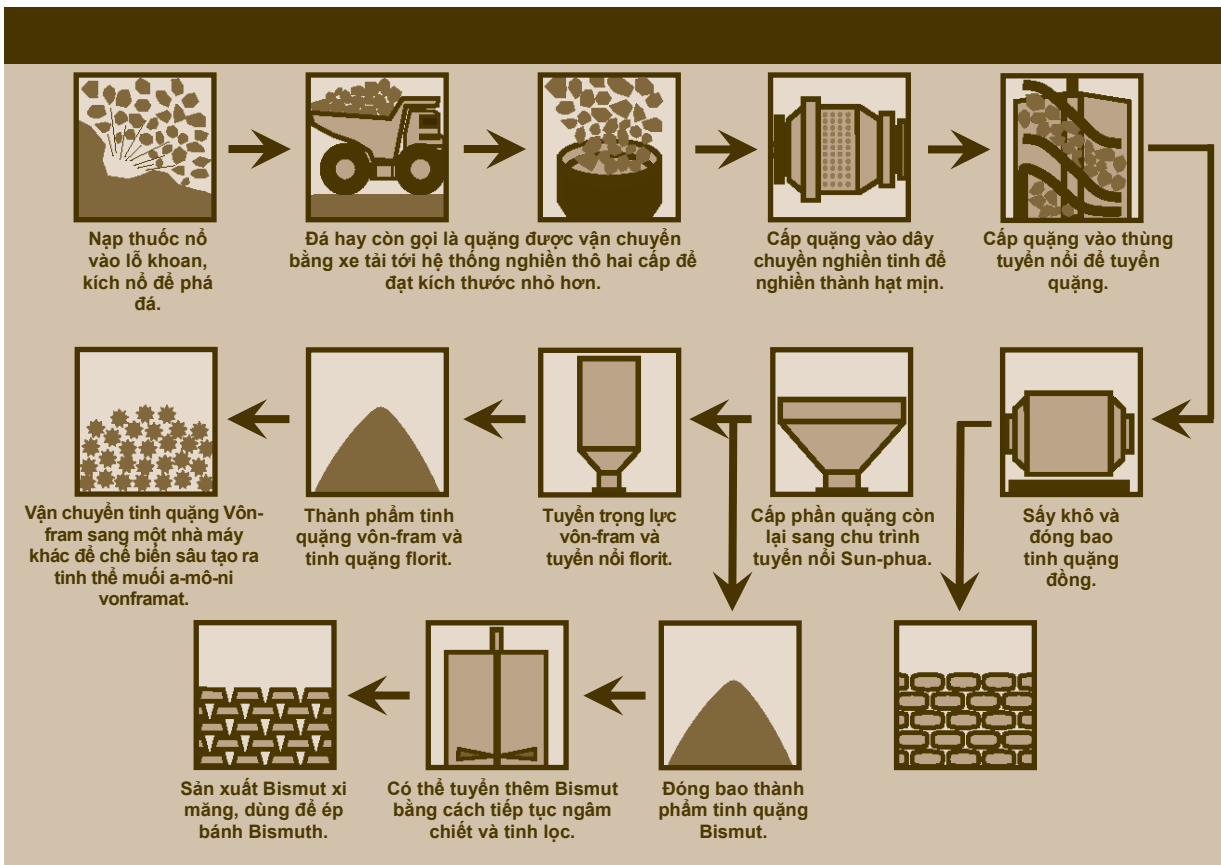 Nạp thuốc nổ
vào lỗ khoan,
kích nổ để phá
đá.
Đá hay còn gọi là quặng được vận chuyển
bằng xe tải tới hệ thống nghiền thô hai cấp để
đạt kích thước nhỏ hơn.
Cấp quặng vào dây
chuyền nghiền tinh để
nghiền thành hạt mịn.
Cấp quặng vào thùng
tuyển nổi để tuyển
quặng.
Vận chuyển tinh quặng Vôn-
fram sang một nhà máy
khác để chế biến sâu tạo ra
tinh thể muối a-mô-ni
vonframat.
Thành phẩm tinh
quặng vôn-fram và
tinh quặng florit.
Tuyển trọng lực
vôn-fram và
tuyển nổi florit.
Cấp phần quặng còn
lại sang chu trình
tuyển nổi Sun-phua.
Sấy khô và
đóng bao
tinh quặng
đồng.
Sản xuất Bismut xi
măng, dùng để ép
bánh Bismuth.
Có thể tuyển thêm Bismut
bằng cách tiếp tục ngâm
chiết và tinh lọc.
Đóng bao thành
phẩm tinh quặng
Bismut.